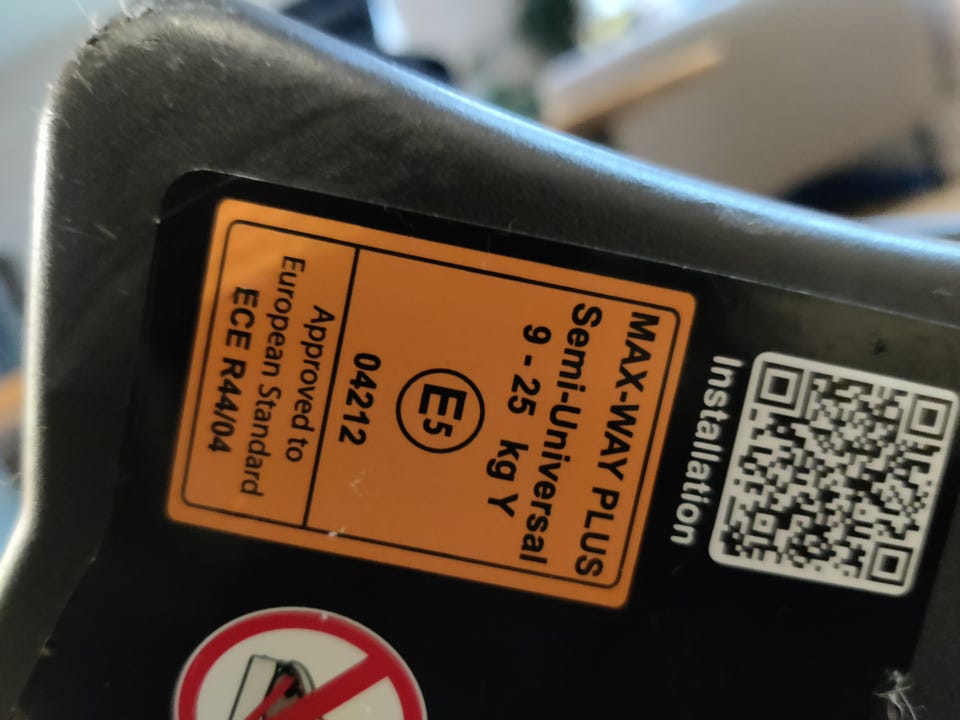 MAX-WAY PLUS
Semi-Universal
9 - 25 kg Y
E5
04212
Approved to
European Standard
ECE R44/04
Installation